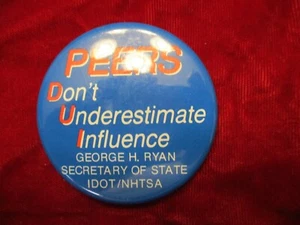 PEERS
Don't
Underestimate
Influence
GEORGE H. RYAN
SECRETARY OF STATE
IDOT/NHTSA